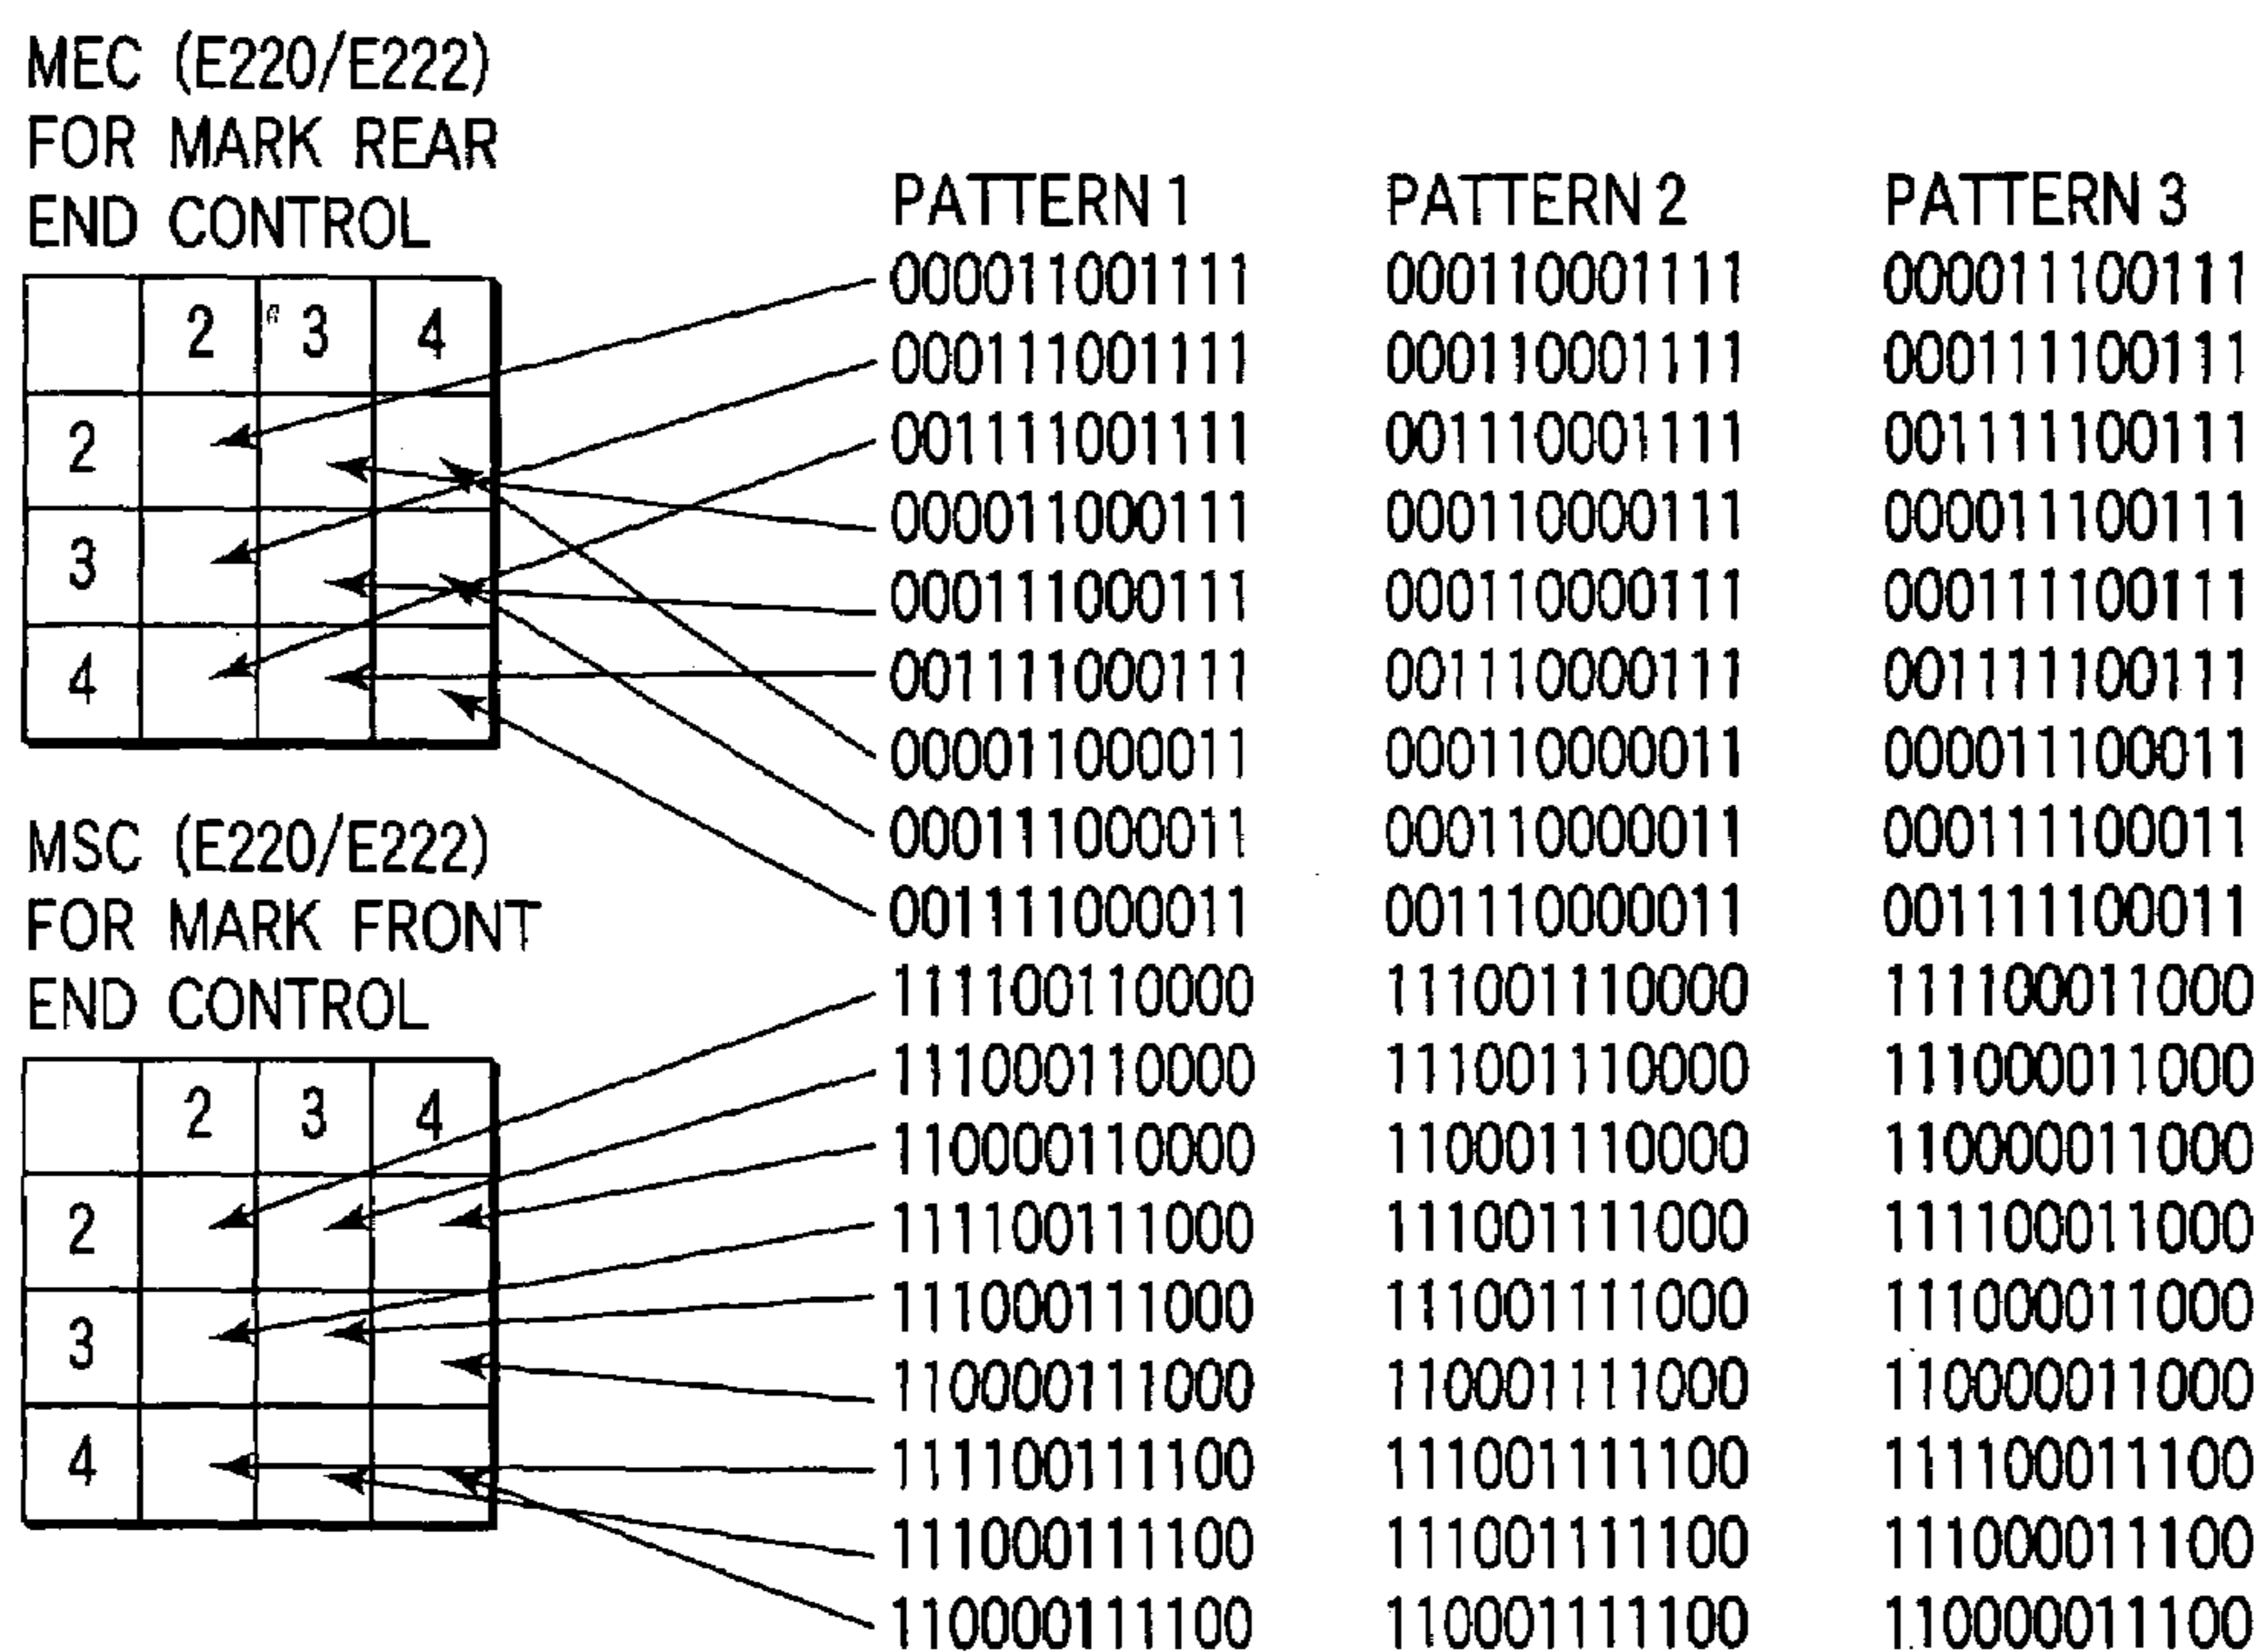 MEC (E220/E222)
FOR MARK REAR
END CONTROL
2 3 4
2
3
4
MSC (E220/E222)
FOR MARK FRONT
END CONTROL
2 3 4
2
3
4
PATTERN 1 PATTERN 2 PATTERN 3
000011001111 000110001111 000011100111
000111001111 000110001111 000111100111
001111001111 001110001111 001111100111
000011000111 000110000111 000011100111
000111000111 000110000111 000111100111
001111000111 001110000111 001111100111
000011000011 000110000011 000011100011
000111000011 000110000011 000111100011
001111000011 001110000011 001111100011
111100110000 111001110000 111100011000
111000110000 111001110000 111000011000
110000110000 110001110000 110000011000
111100111000 111001111000 111100011000
111000111000 111001111000 111000011000
110000111000 110001111000 110000011000
111100111100 111001111100 111100011100
111000111100 111001111100 111000011100
110000111100 110001111100 110000011100